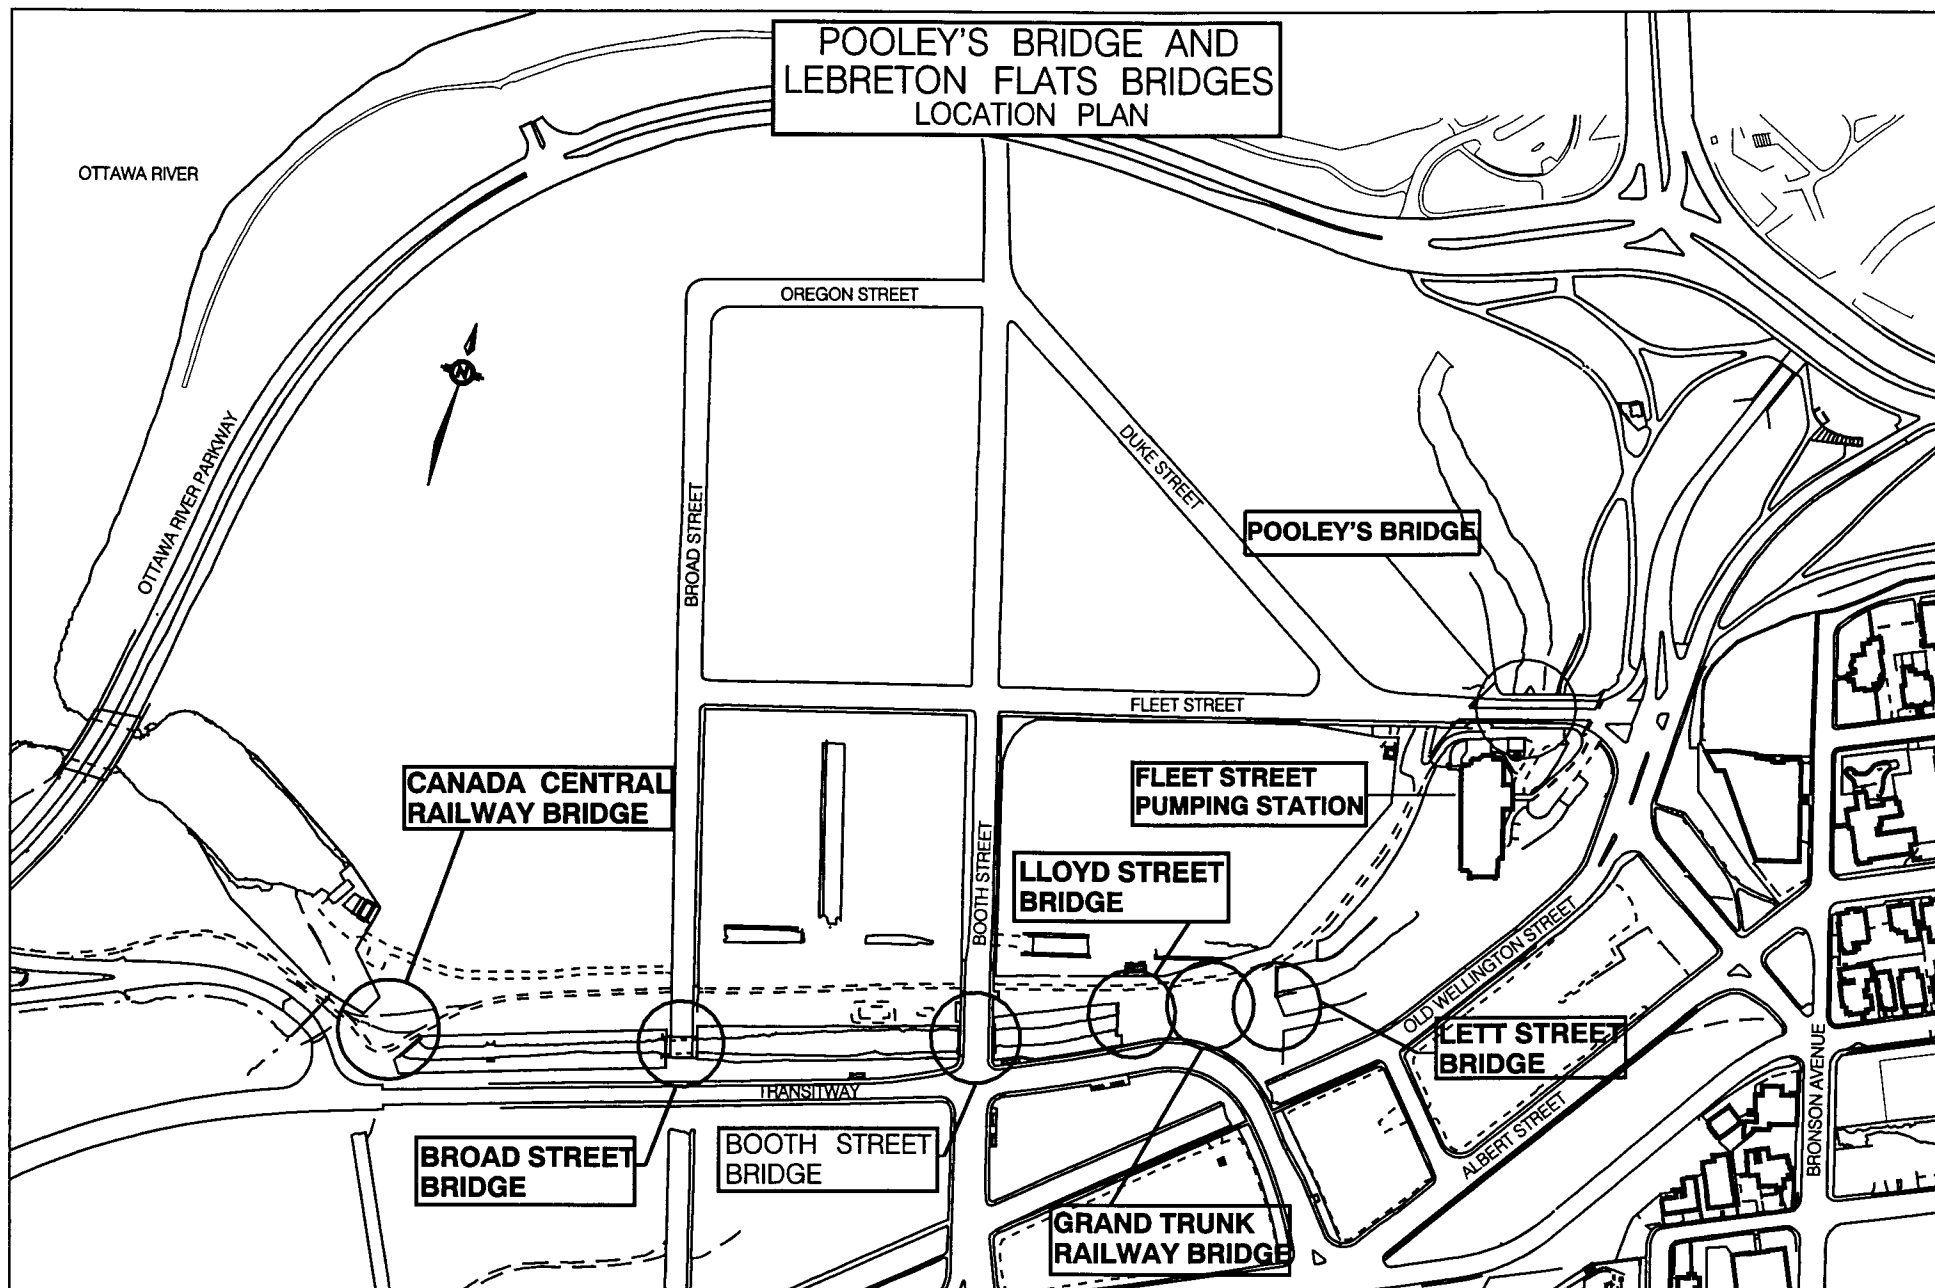 POOLEY'S BRIDGE AND
LEBRETON FLATS BRIDGES
LOCATION PLAN
OTTAWA RIVER
OREGON STREET
N
OTTAWA RIVER PARKWAY
BROAD STREET
DUKE STREET
POOLEY'S BRIDGE
FLEET STREET
CANADA CENTRAL
RAILWAY BRIDGE
FLEET STREET
PUMPING STATION
BOOTH STREET
LLOYD STREET
BRIDGE
OLD WELLINGTON STREET
LETT STREET
BRIDGE
BRONSON AVENUE
TRANSITWAY
ALBERT STREET
BROAD STREET
BRIDGE
BOOTH STREET
BRIDGE
GRAND TRUNK
RAILWAY BRIDGE